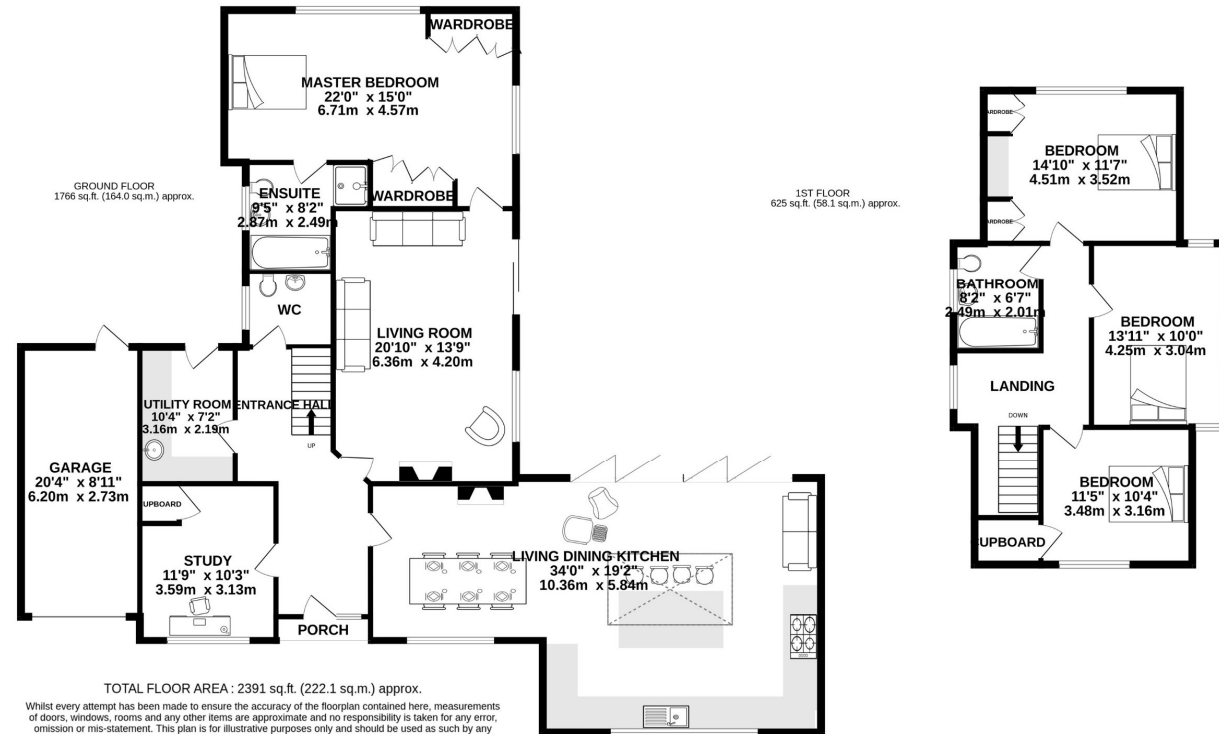 WARDROBE
MASTER BEDROOM
22'0" x 15'0"
6.71m x 4.57m
GROUND FLOOR
1766 sq.ft. (164.0 sq.m.) approx.
ENSUITE
9'5" x 8'2"
2.87m x 2.49m
WARDROBE
WC
LIVING ROOM
20'10" x 13'9"
6.36m x 4.20m
UTILITY ROOM
10'4" x 7'2"
3.16m x 2.19m
ENTRANCE HALL
UP
GARAGE
20'4" x 8'11"
6.20m x 2.73m
UPBOARD
STUDY
11'9" x 10'3"
3.59m x 3.13m
LIVING DINING KITCHEN
34'0" x 19'2"
10.36m x 5.84m
PORCH
1ST FLOOR
625 sq.ft. (58.1 sq.m.) approx.
ARDROBE
BEDROOM
14'10" x 11'7"
4.51m x 3.52m
ARDROBE
BATHROOM
8'2" x 6'7"
2.49m x 2.01m
BEDROOM
13'11" x 10'0"
4.25m x 3.04m
LANDING
DOWN
BEDROOM
11'5" x 10'4"
3.48m x 3.16m
CUPBOARD
TOTAL FLOOR AREA : 2391 sq.ft. (222.1 sq.m.) approx.
Whilst every attempt has been made to ensure the accuracy of the floorplan contained here, measurements
of doors, windows, rooms and any other items are approximate and no responsibility is taken for any error,
omission or mis-statement. This plan is for illustrative purposes only and should be used as such by any